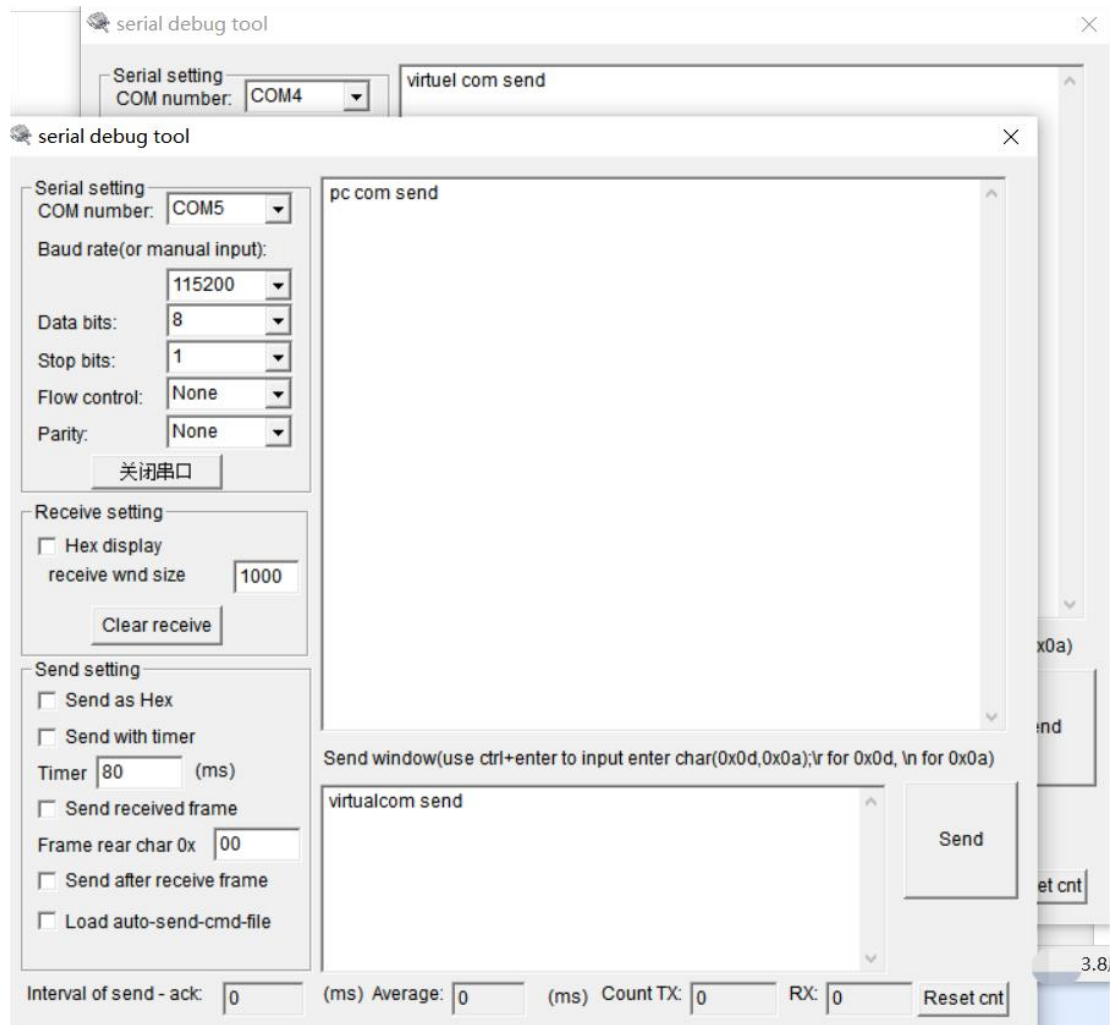 serial debug tool
Serial setting
COM number: COM4
virtuel com send
serial debug tool
Serial setting
COM number: COM5
Baud rate(or manual input):
115200
Data bits: 8
Stop bits: 1
Flow control: None
Parity: None
关闭串口
pc com send
Receive setting
Hex display
receive wnd size 1000
Clear receive
Send setting
Send as Hex
Send with timer
Timer 80 (ms)
Send received frame
Frame rear char 0x 00
Send after receive frame
Load auto-send-cmd-file
Send window(use ctrl+enter to input enter char(0x0d,0x0a);\r for 0x0d, \n for 0x0a)
virtualcom send
Send
x0a)
end
et cnt
3.8
Interval of send - ack: 0 (ms) Average: 0 (ms) Count TX: 0 RX: 0 Reset cnt